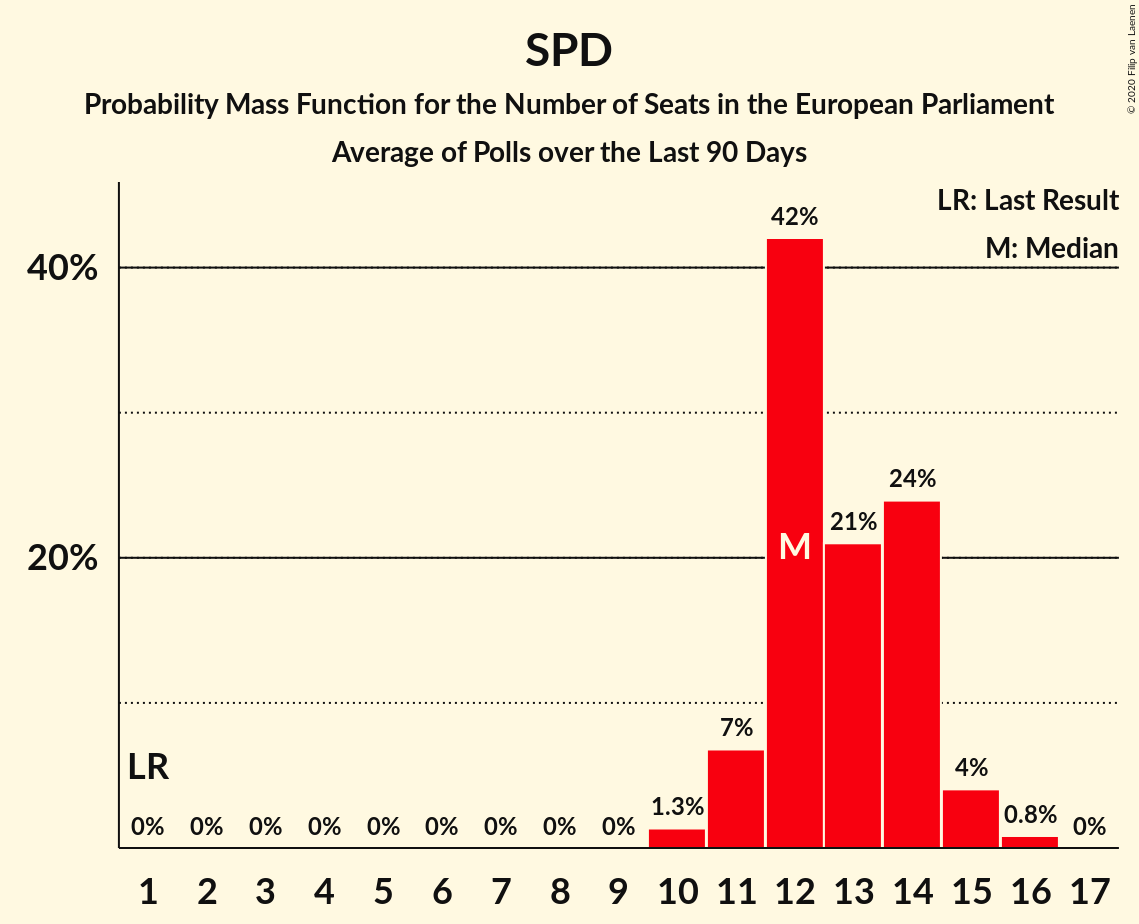 SPD
Probability Mass Function for the Number of Seats in the European Parliament
Average of Polls over the Last 90 Days
© 2020 Filip van Laenen
LR: Last Result
M: Median
40%
20%
42%
24%
21%
M
7%
4%
1.3%
0.8%
LR
0% 0% 0% 0% 0% 0% 0% 0% 0% 0%
1 2 3 4 5 6 7 8 9 10 11 12 13 14 15 16 17